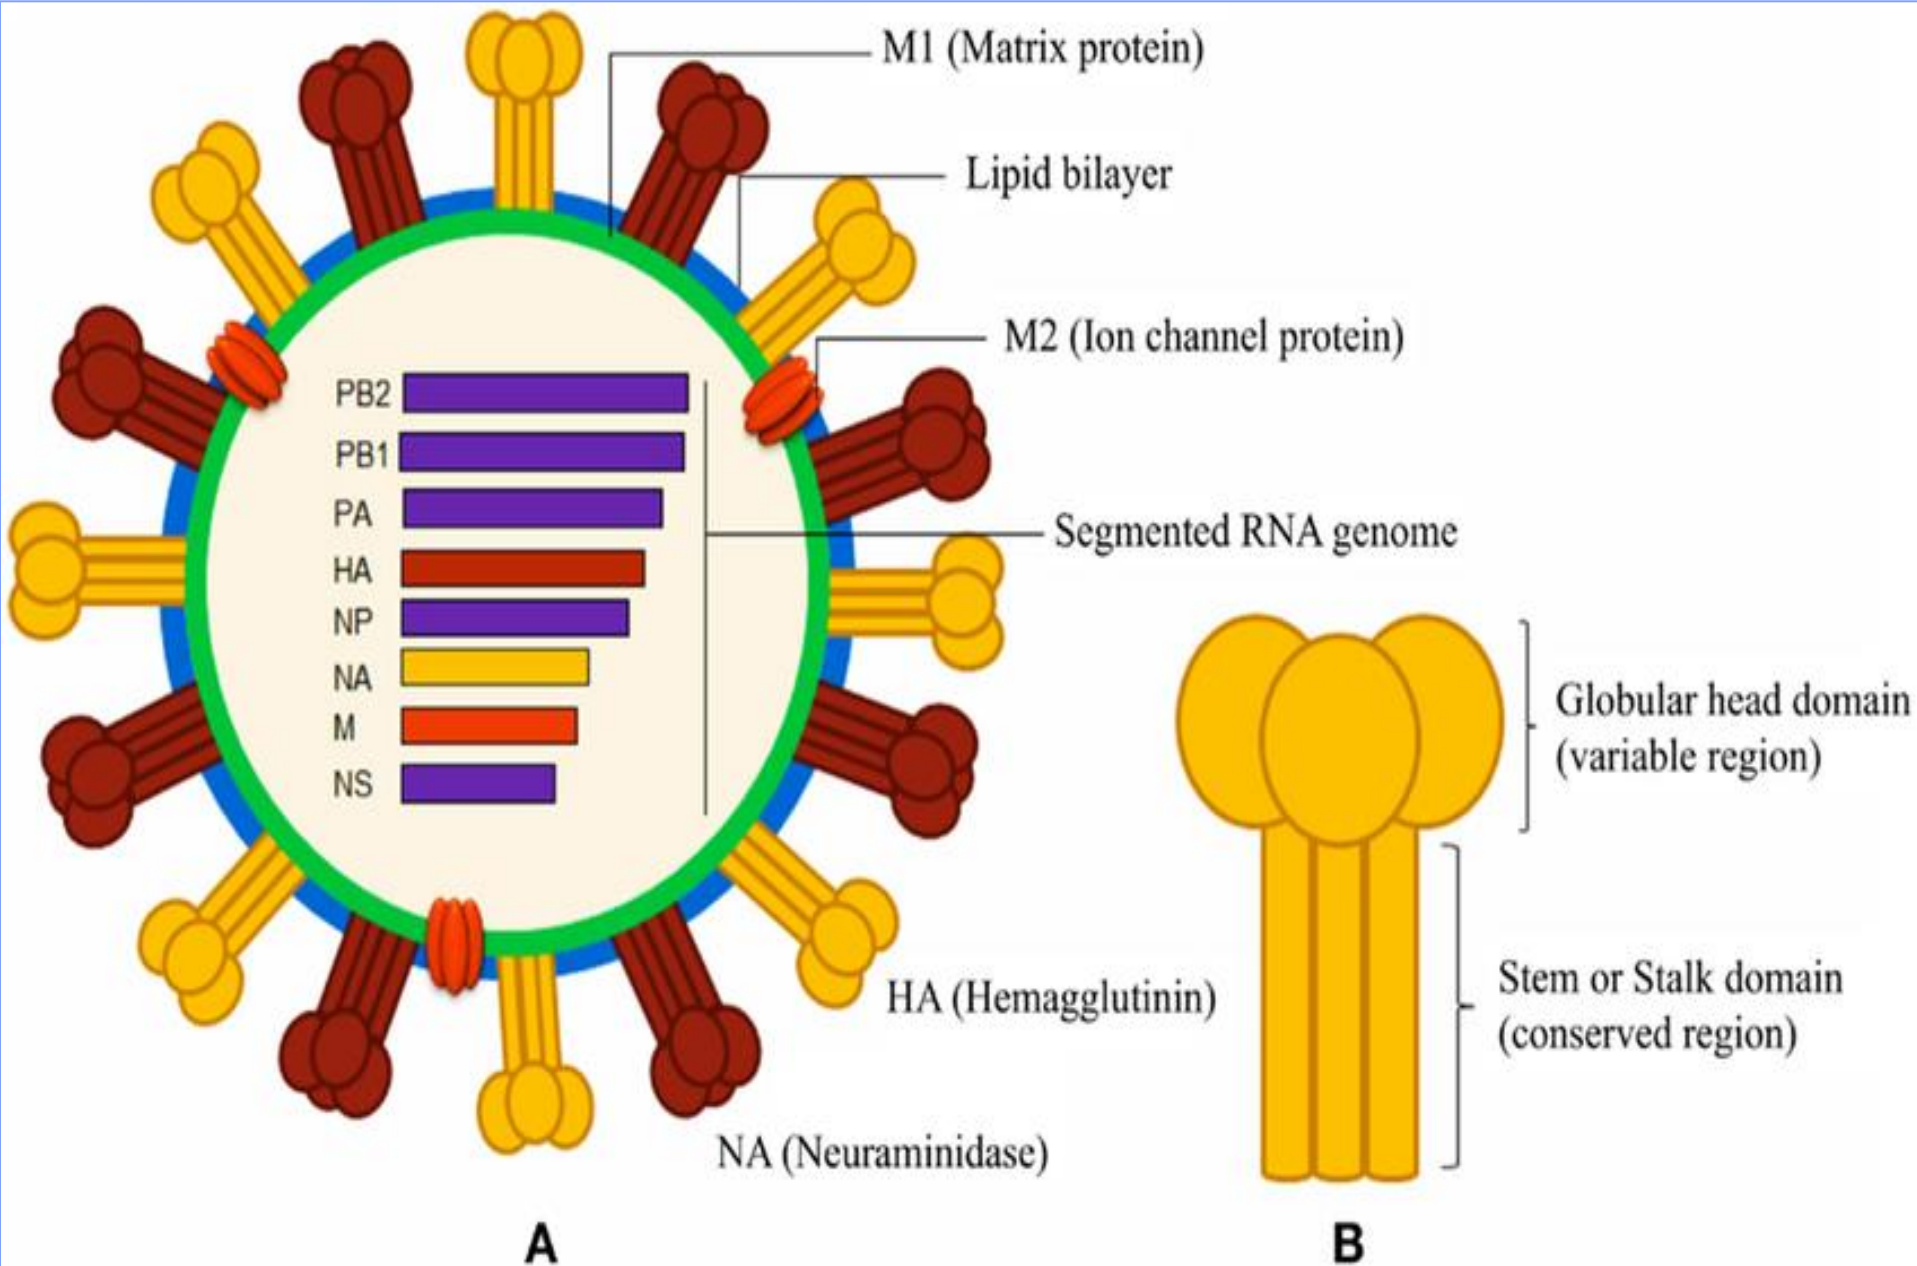 M1 (Matrix protein)
Lipid bilayer
M2 (Ion channel protein)
PB2
PB1
PA
Segmented RNA genome
HA
NP
NA
M
NS
Globular head domain
(variable region)
Stem or Stalk domain
(conserved region)
HA (Hemagglutinin)
NA (Neuraminidase)
A
B